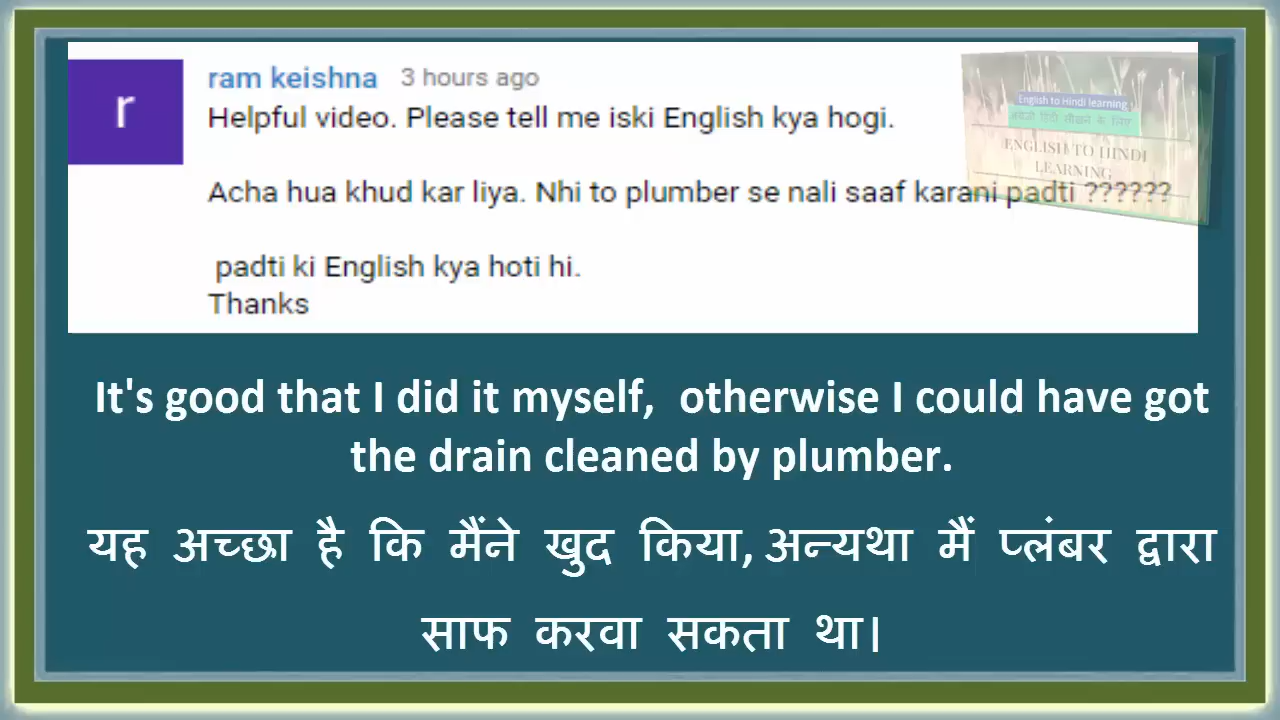 r
ram keishna 3 hours ago
Helpful video. Please tell me iski English kya hogi.
English to Hindi learning
अंग्रेजी हिंदी सीखने के लिए
ENGLISH TO HINDI
LEARNING
Acha hua khud kar liya. Nhi to plumber se nali saaf karani padti ??????
padti ki English kya hoti hi.
Thanks
It's good that I did it myself, otherwise I could have got
the drain cleaned by plumber.
यह अच्छा है कि मैंने खुद किया, अन्यथा मैं प्लंबर द्वारा
साफ करवा सकता था।